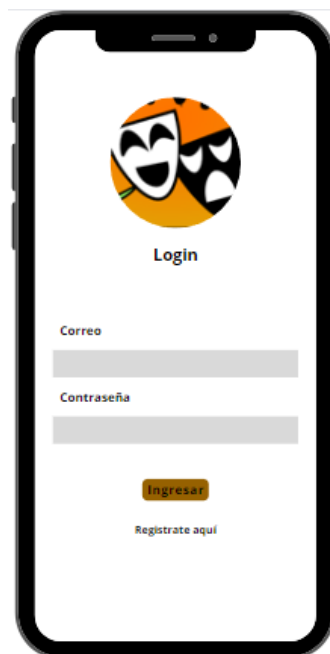 Login
Correo
Contraseña
Ingresar
Registrate aquí